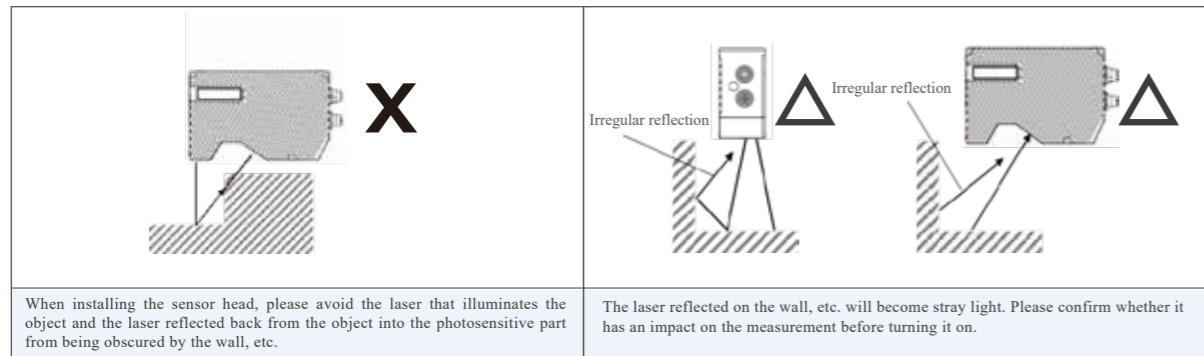 X
Irregular reflection
Irregular reflection
When installing the sensor head, please avoid the laser that illuminates the
object and the laser reflected back from the object into the photosensitive part
from being obscured by the wall, etc.
The laser reflected on the wall, etc. will become stray light. Please confirm whether it
has an impact on the measurement before turning it on.